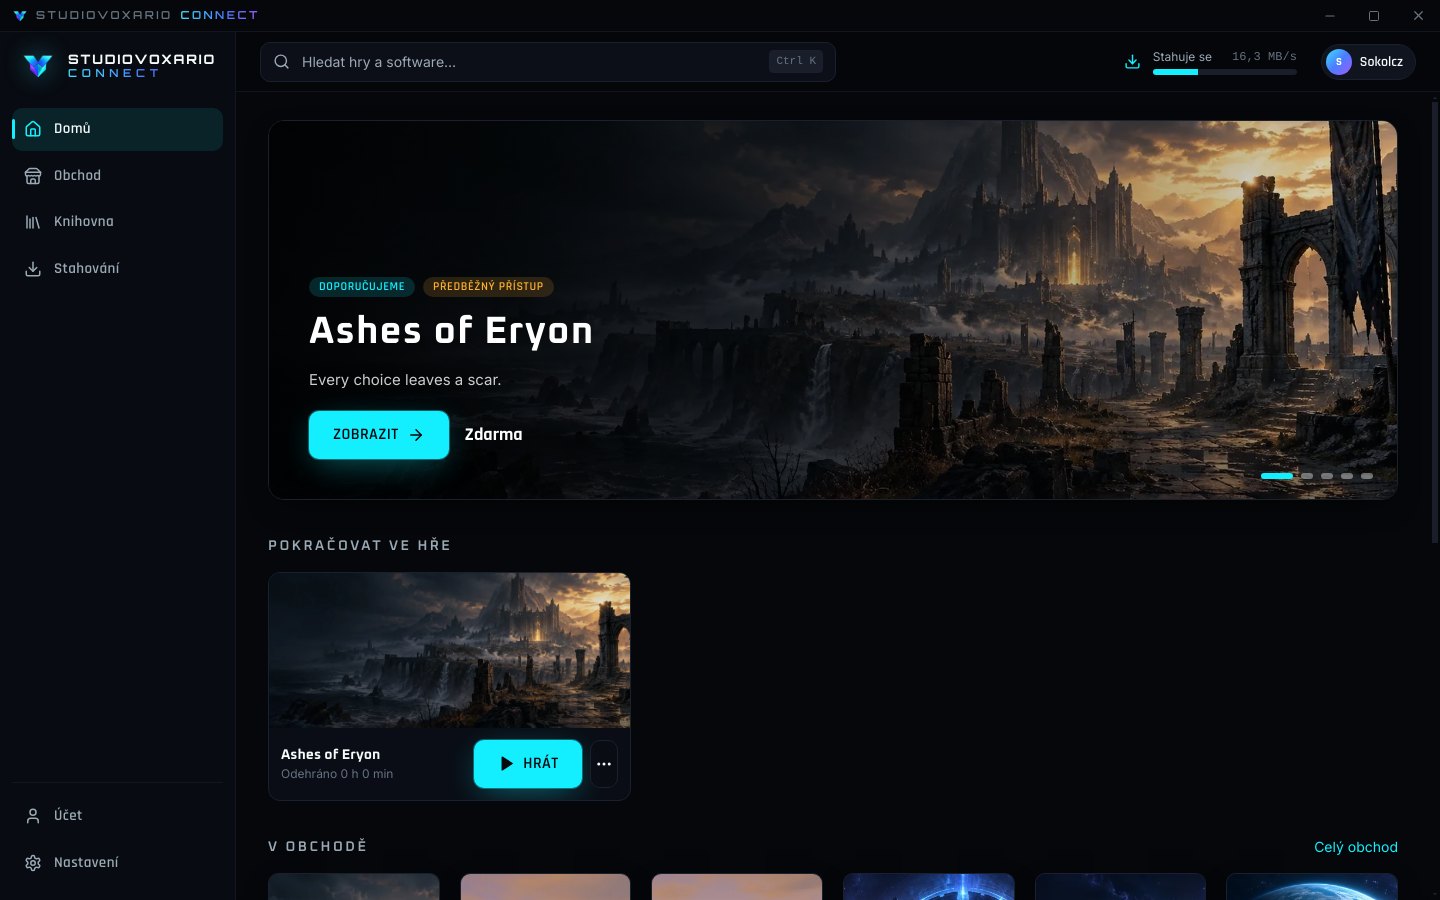 STUDIOVOXARIO CONNECT
STUDIOVOXARIO
CONNECT
Hledat hry a software...
Ctrl K
Stahuje se
16,3 MB/s
S
Sokolcz
Domů
Obchod
Knihovna
Stahování
DOPORUČUJEME
PŘEDBĚŽNÝ PŘÍSTUP
Ashes of Eryon
Every choice leaves a scar.
ZOBRAZIT
Zdarma
POKRAČOVAT VE HŘE
Ashes of Eryon
Odehráno 0 h 0 min
HRÁT
V OBCHODĚ
Celý obchod
Účet
Nastavení